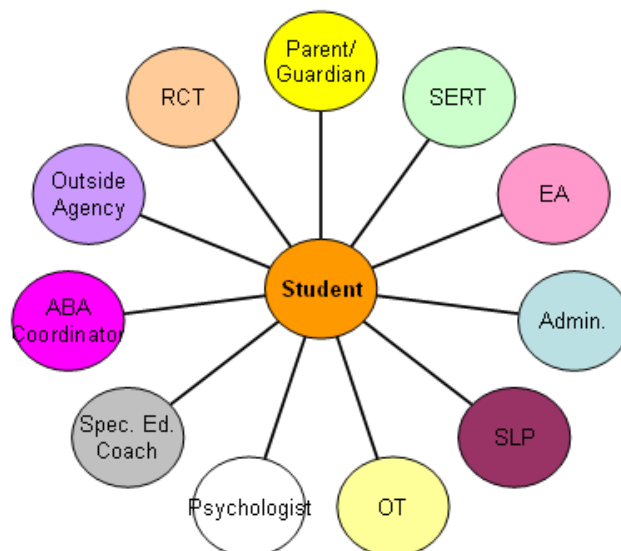 Parent/
Guardian
RCT
SERT
Outside
Agency
EA
Student
ABA
Coordinator
Admin.
Spec. Ed.
Coach
SLP
Psychologist
OT